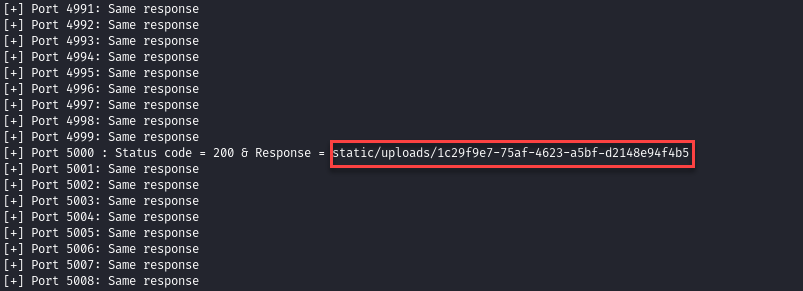 [+] Port 4991: Same response
[+] Port 4992: Same response
[+] Port 4993: Same response
[+] Port 4994: Same response
[+] Port 4995: Same response
[+] Port 4996: Same response
[+] Port 4997: Same response
[+] Port 4998: Same response
[+] Port 4999: Same response
[+] Port 5000 : Status code = 200 & Response = static/uploads/1c29f9e7-75af-4623-a5bf-d2148e94f4b5
[+] Port 5001: Same response
[+] Port 5002: Same response
[+] Port 5003: Same response
[+] Port 5004: Same response
[+] Port 5005: Same response
[+] Port 5006: Same response
[+] Port 5007: Same response
[+] Port 5008: Same response